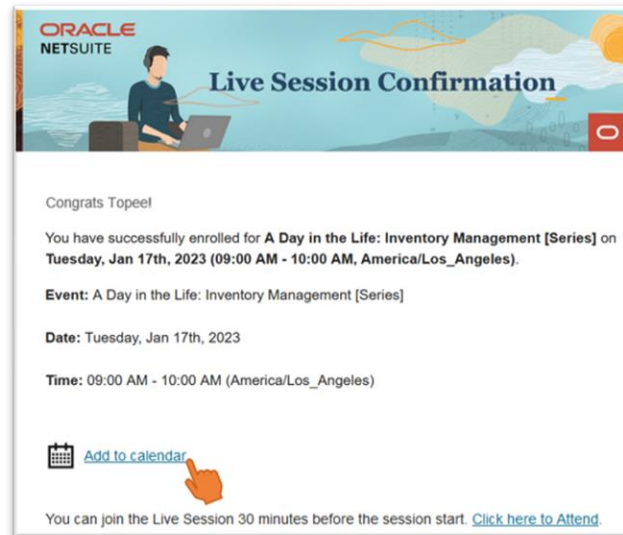 ORACLE
NETSUITE
Live Session Confirmation
Congrats Topee!
You have successfully enrolled for A Day in the Life: Inventory Management [Series] on
Tuesday, Jan 17th, 2023 (09:00 AM - 10:00 AM, America/Los_Angeles).
Event: A Day in the Life: Inventory Management [Series]
Date: Tuesday, Jan 17th, 2023
Time: 09:00 AM - 10:00 AM (America/Los_Angeles)
Add to calendar
You can join the Live Session 30 minutes before the session start. Click here to Attend.